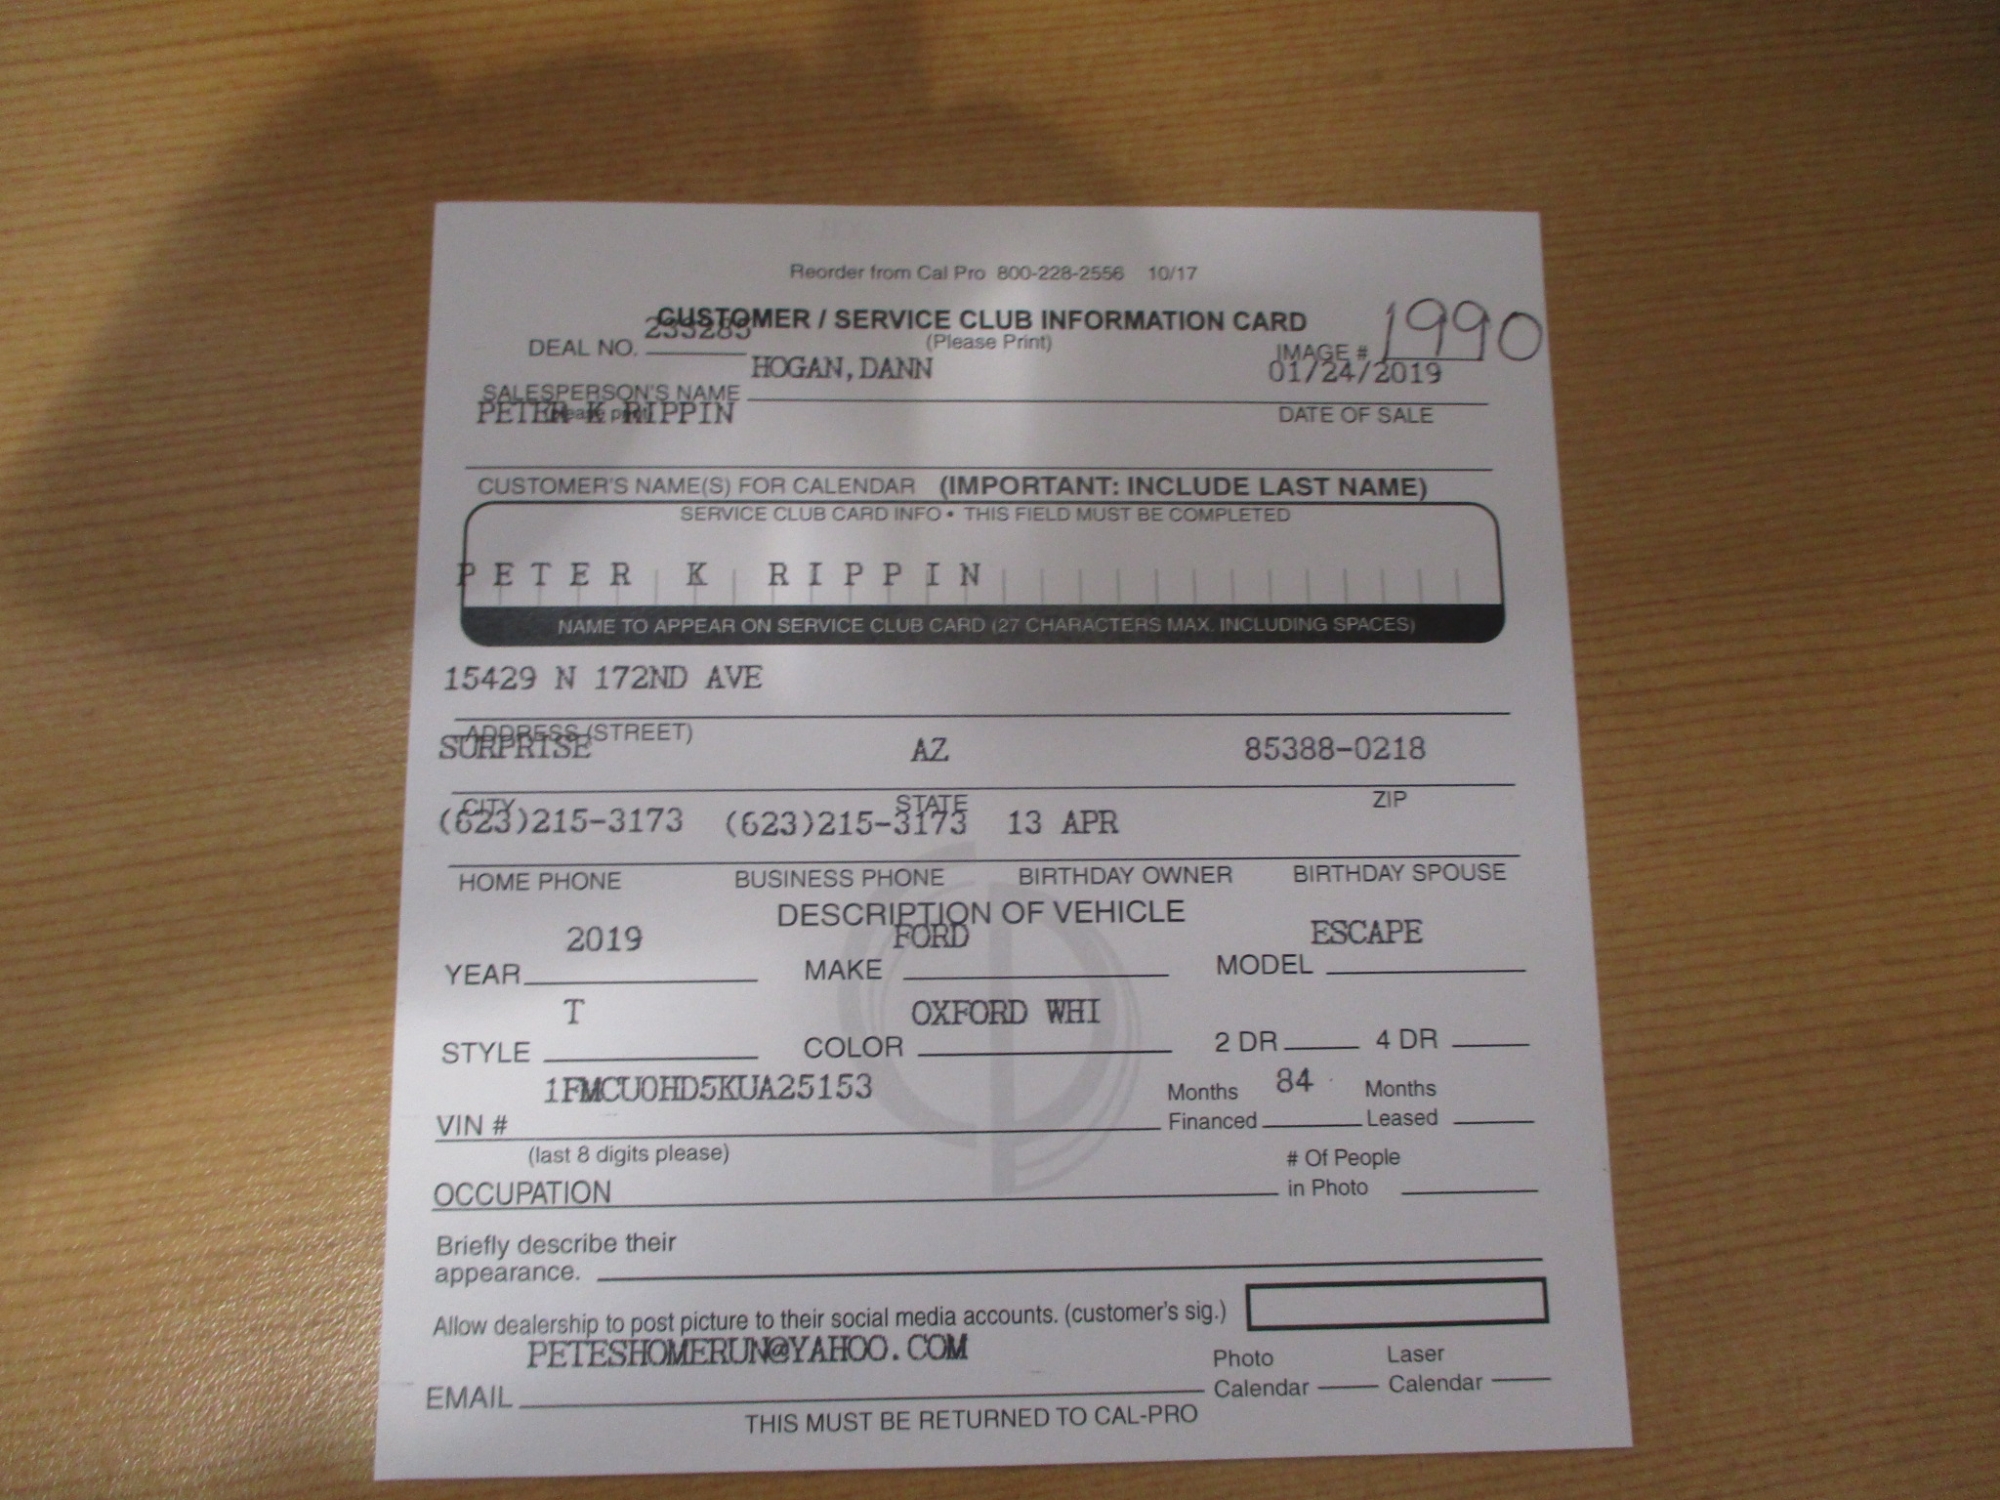 Reorder from Cal Pro 800-228-2556 10/17
CUSTOMER / SERVICE CLUB INFORMATION CARD
(Please Print)
DEAL NO. 233285
IMAGE # 1990
HOGAN, DANN
01/24/2019
SALESPERSON'S NAME
(please print)
DATE OF SALE
PETER K RIPPIN
CUSTOMER'S NAME(S) FOR CALENDAR (IMPORTANT: INCLUDE LAST NAME)
SERVICE CLUB CARD INFO • THIS FIELD MUST BE COMPLETED
PETER K RIPPIN
NAME TO APPEAR ON SERVICE CLUB CARD (27 CHARACTERS MAX. INCLUDING SPACES)
15429 N 172ND AVE
ADDRESS (STREET)
SURPRISE AZ 85388-0218
CITY STATE ZIP
(623)215-3173 (623)215-3173 13 APR
HOME PHONE BUSINESS PHONE BIRTHDAY OWNER BIRTHDAY SPOUSE
DESCRIPTION OF VEHICLE
2019 FORD ESCAPE
YEAR MAKE MODEL
T OXFORD WHI
STYLE COLOR 2 DR 4 DR
1FMCU0HD5KUA25153
VIN #
(last 8 digits please)
Months Financed 84
Months Leased
OCCUPATION
# Of People in Photo
Briefly describe their
appearance.
Allow dealership to post picture to their social media accounts. (customer's sig.)
PETESHOMERUN@YAHOO.COM
EMAIL
Photo Calendar
Laser Calendar
THIS MUST BE RETURNED TO CAL-PRO